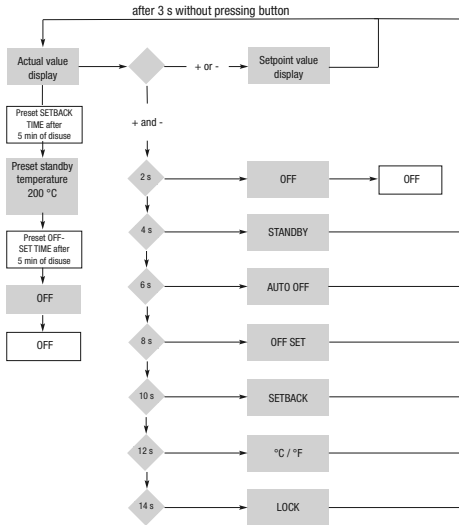 after 3 s without pressing button
Actual value
display
+ or -
Setpoint value
display
Preset SETBACK
TIME after
5 min of disuse
+ and -
Preset standby
temperature
200 °C
2 s
OFF
OFF
4 s
STANDBY
Preset OFF-
SET TIME after
5 min of disuse
6 s
AUTO OFF
OFF
8 s
OFF SET
OFF
10 s
SETBACK
12 s
°C / °F
14 s
LOCK